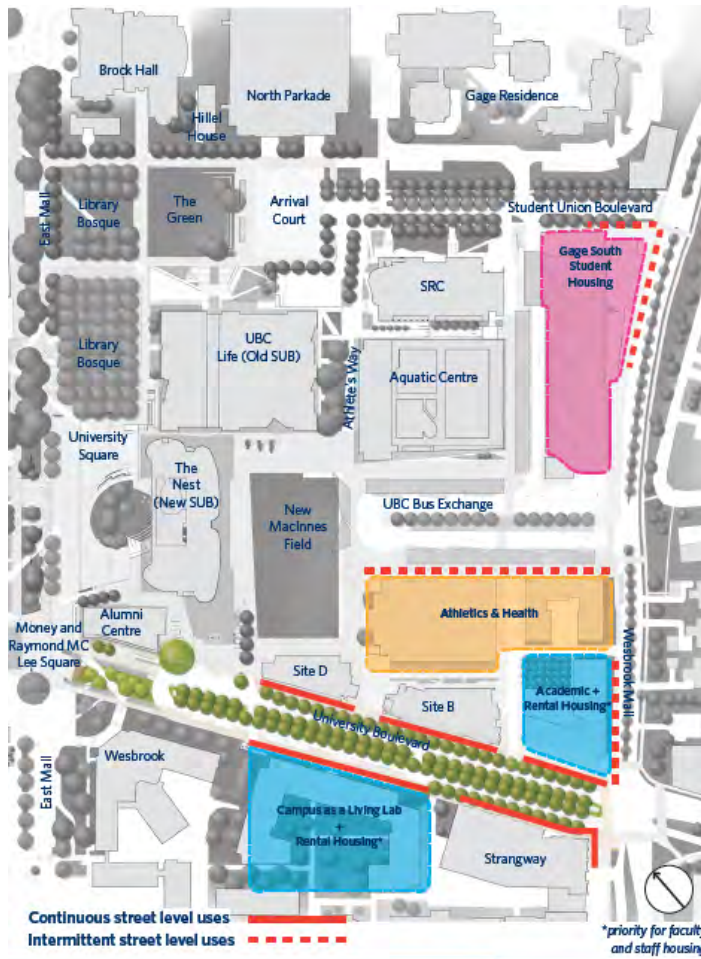 Brock Hall
North Parkade
Gage Residence
Hillel
House
East Mall
Library
Bosque
The
Green
Arrival
Court
Student Union Boulevard
Gage South
Student
Housing
SRC
Library
Bosque
UBC
Life (Old SUB)
Athlete's Way
Aquatic Centre
University
Square
The
Nest
(New SUB)
New
MacInnes
Field
UBC Bus Exchange
Athletics & Health
Alumni
Centre
Money and
Raymond MC
Lee Square
Wesbrook Mall
Site D
Site B
Academic +
Rental Housing*
University Boulevard
East Mall
Wesbrook
Campus as a Living Lab
+
Rental Housing*
Strangway
Continuous street level uses
Intermittent street level uses
*priority for faculty
and staff housing